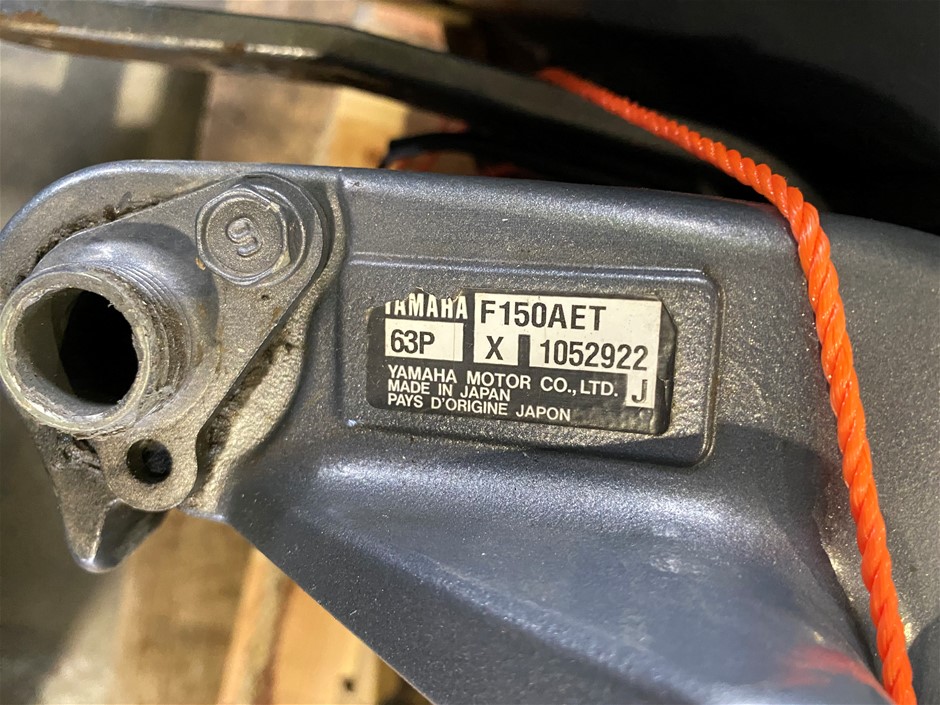 YAMAHA F150AET
63P X 1052922
YAMAHA MOTOR CO., LTD. J
MADE IN JAPAN
PAYS D'ORIGINE JAPON